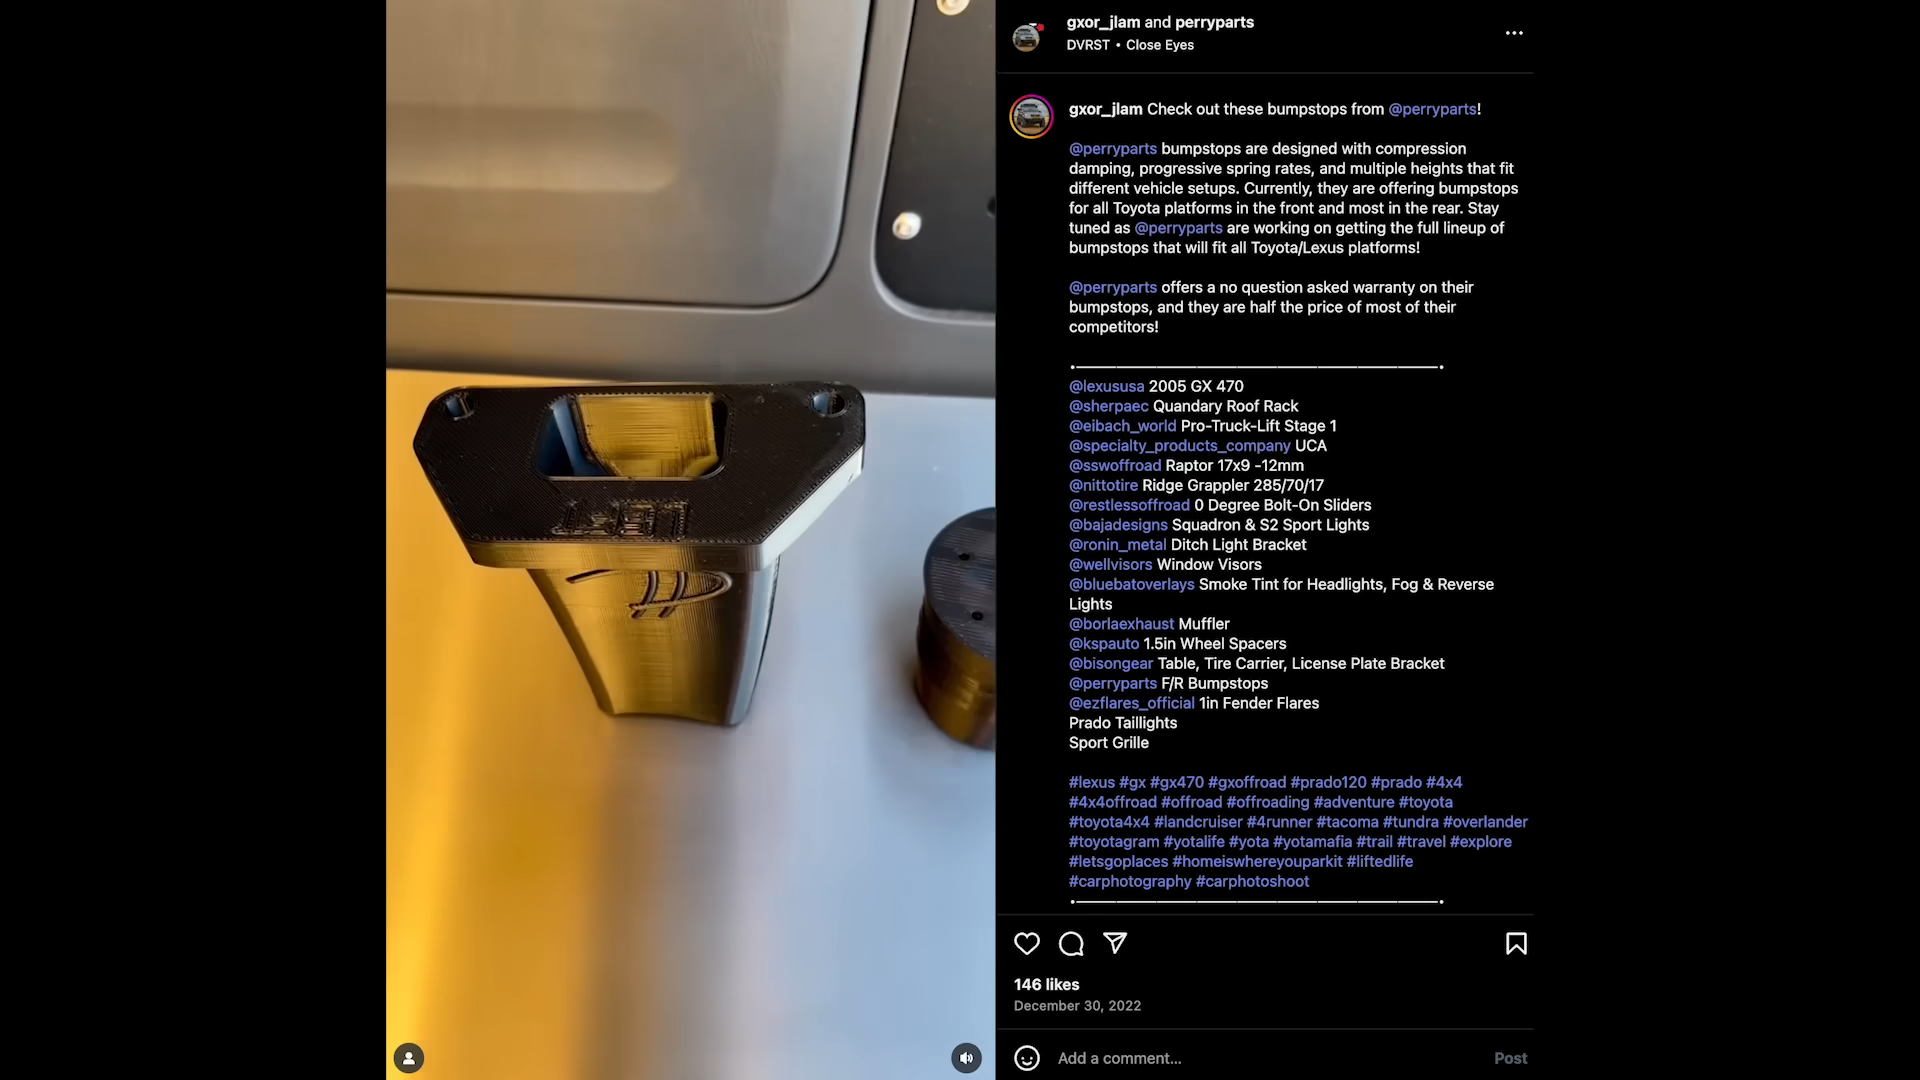 gxor_jlam and perryparts
DVRST • Close Eyes
gxor_jlam Check out these bumpstops from @perryparts!
@perryparts bumpstops are designed with compression
damping, progressive spring rates, and multiple heights that fit
different vehicle setups. Currently, they are offering bumpstops
for all Toyota platforms in the front and most in the rear. Stay
tuned as @perryparts are working on getting the full lineup of
bumpstops that will fit all Toyota/Lexus platforms!
@perryparts offers a no question asked warranty on their
bumpstops, and they are half the price of most of their
competitors!
@lexususa 2005 GX 470
@sherpaec Quandary Roof Rack
@eibach_world Pro-Truck-Lift Stage 1
@specialty_products_company UCA
@sswoffroad Raptor 17x9 -12mm
@nittotire Ridge Grappler 285/70/17
@restlessoffroad 0 Degree Bolt-On Sliders
@bajadesigns Squadron & S2 Sport Lights
@ronin_metal Ditch Light Bracket
@wellvisors Window Visors
@bluebatoverlays Smoke Tint for Headlights, Fog & Reverse
Lights
@borlaexhaust Muffler
@kspauto 1.5in Wheel Spacers
@bisongear Table, Tire Carrier, License Plate Bracket
@perryparts F/R Bumpstops
@ezflares_official 1in Fender Flares
Prado Taillights
Sport Grille
#lexus #gx #gx470 #gxoffroad #prado120 #prado #4x4
#4x4offroad #offroad #offroading #adventure #toyota
#toyota4x4 #landcruiser #4runner #tacoma #tundra #overlander
#toyotagram #yotalife #yota #yotamafia #trail #travel #explore
#letsgoplaces #homeiswhereyouparkit #liftedlife
#carphotography #carphotoshoot
146 likes
December 30, 2022
Add a comment...
Post